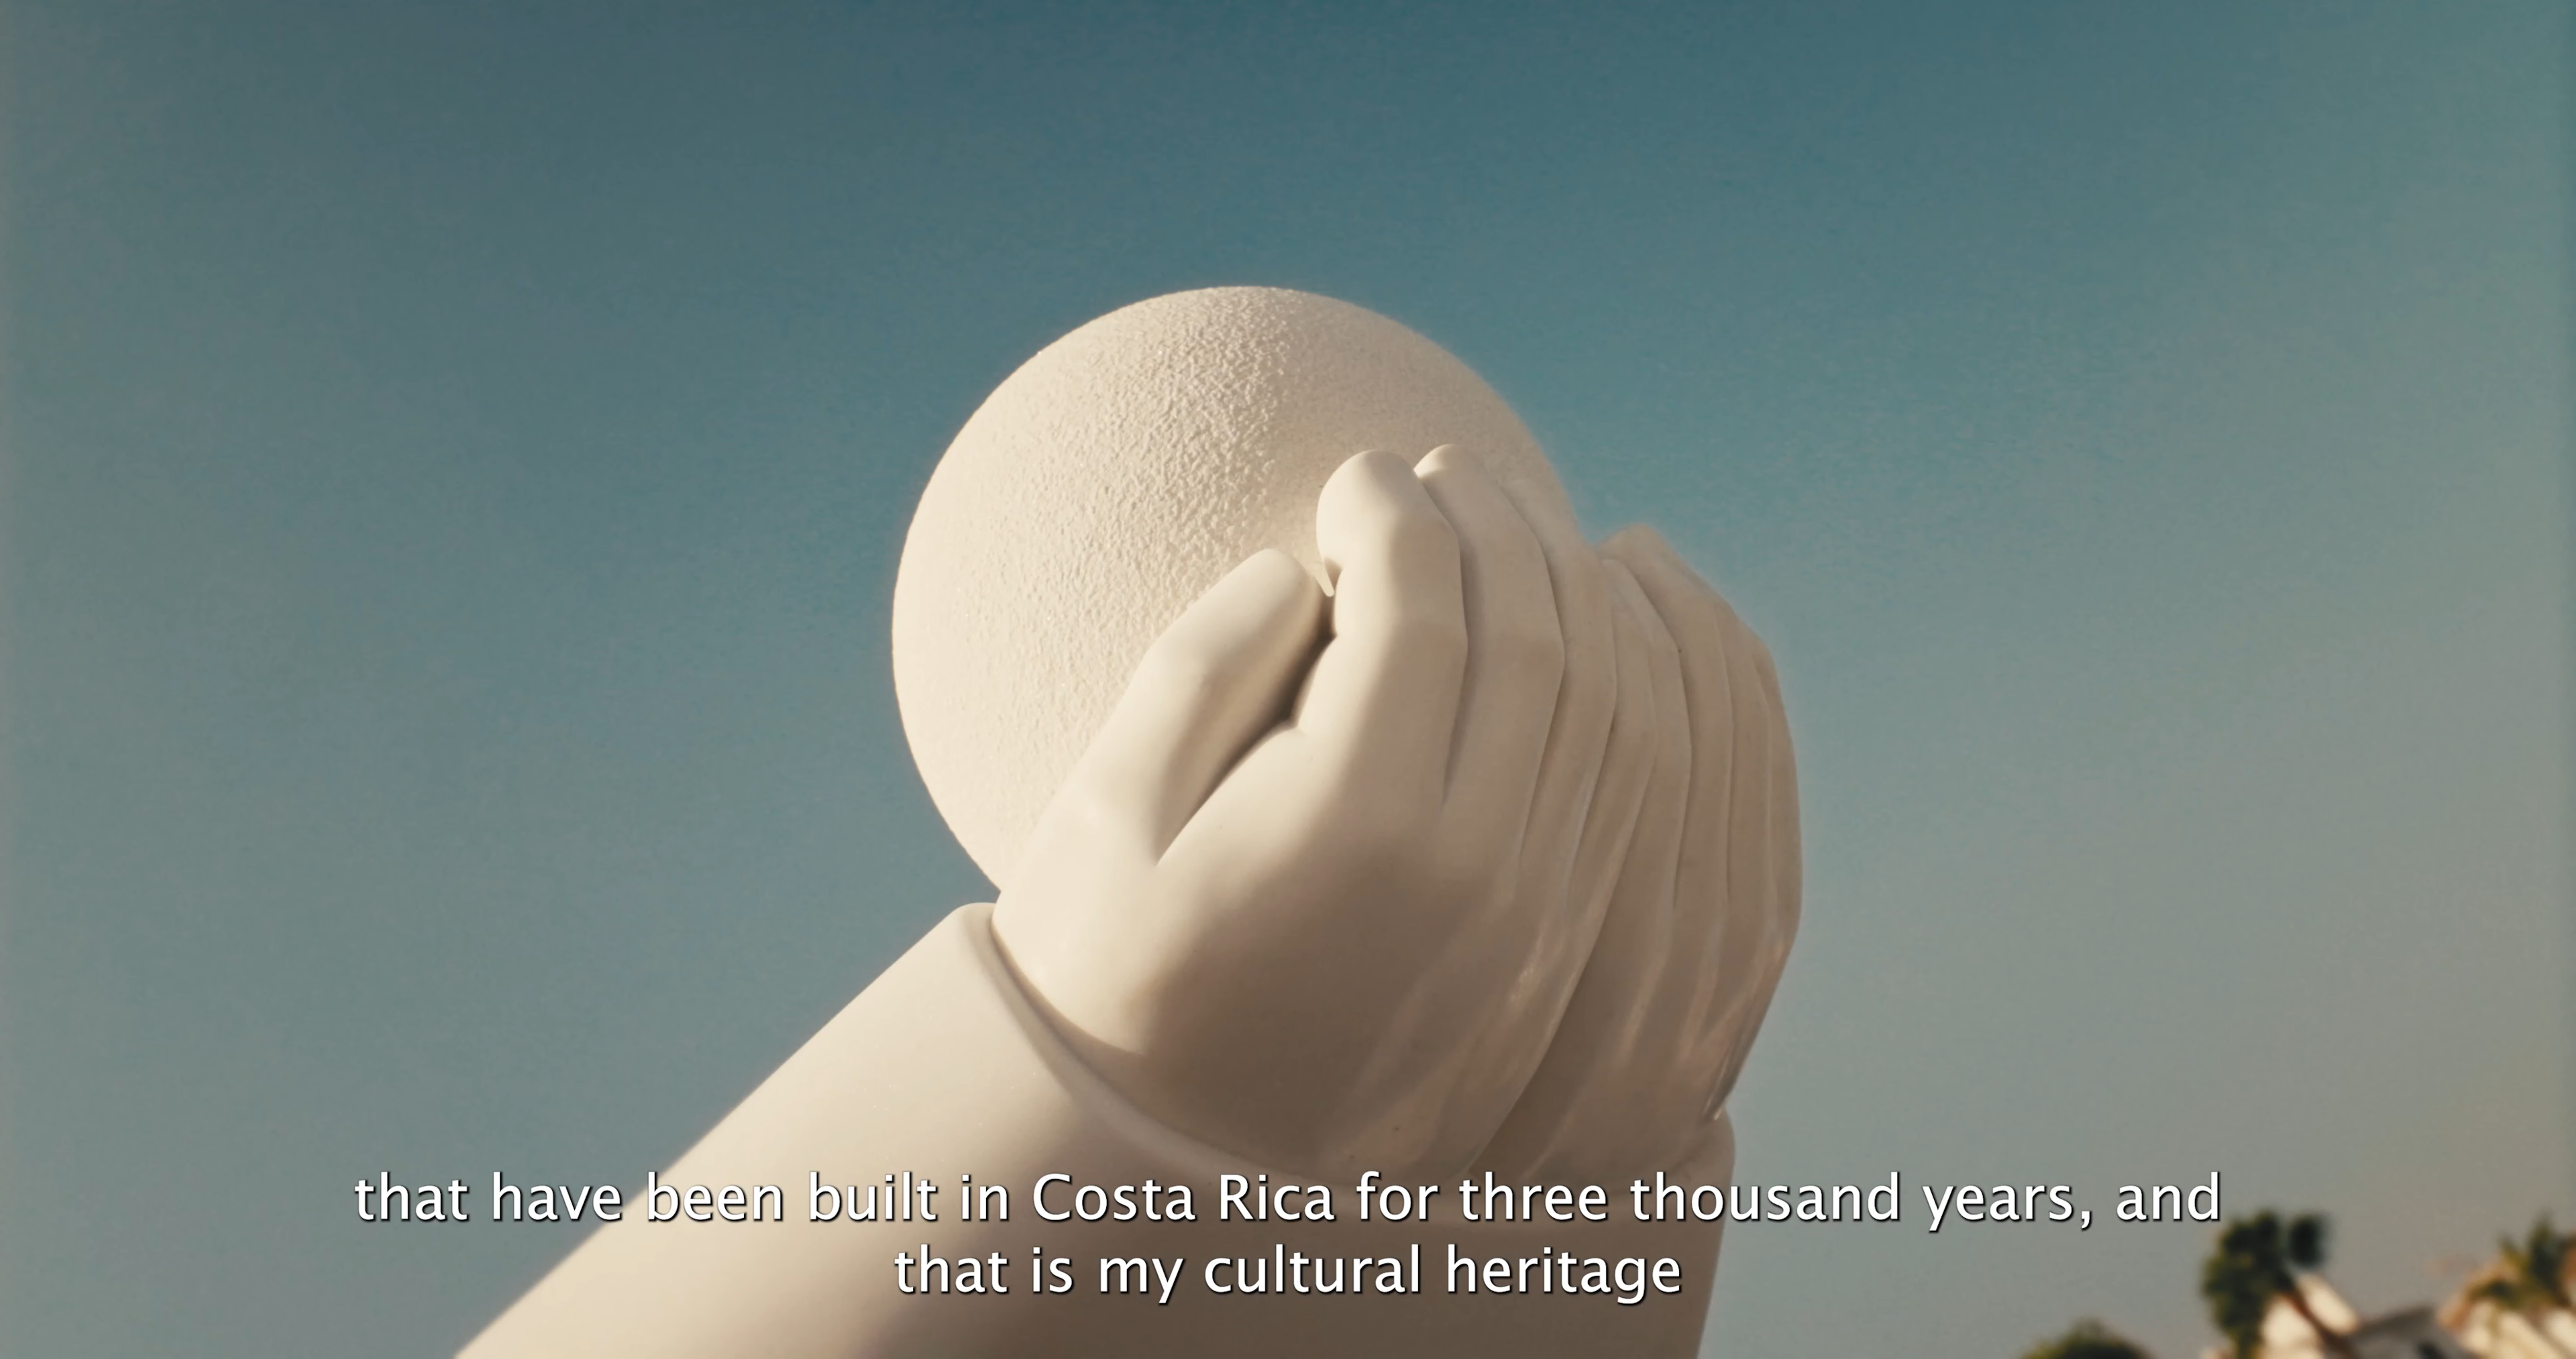 that have been built in Costa Rica for three thousand years, and
that is my cultural heritage